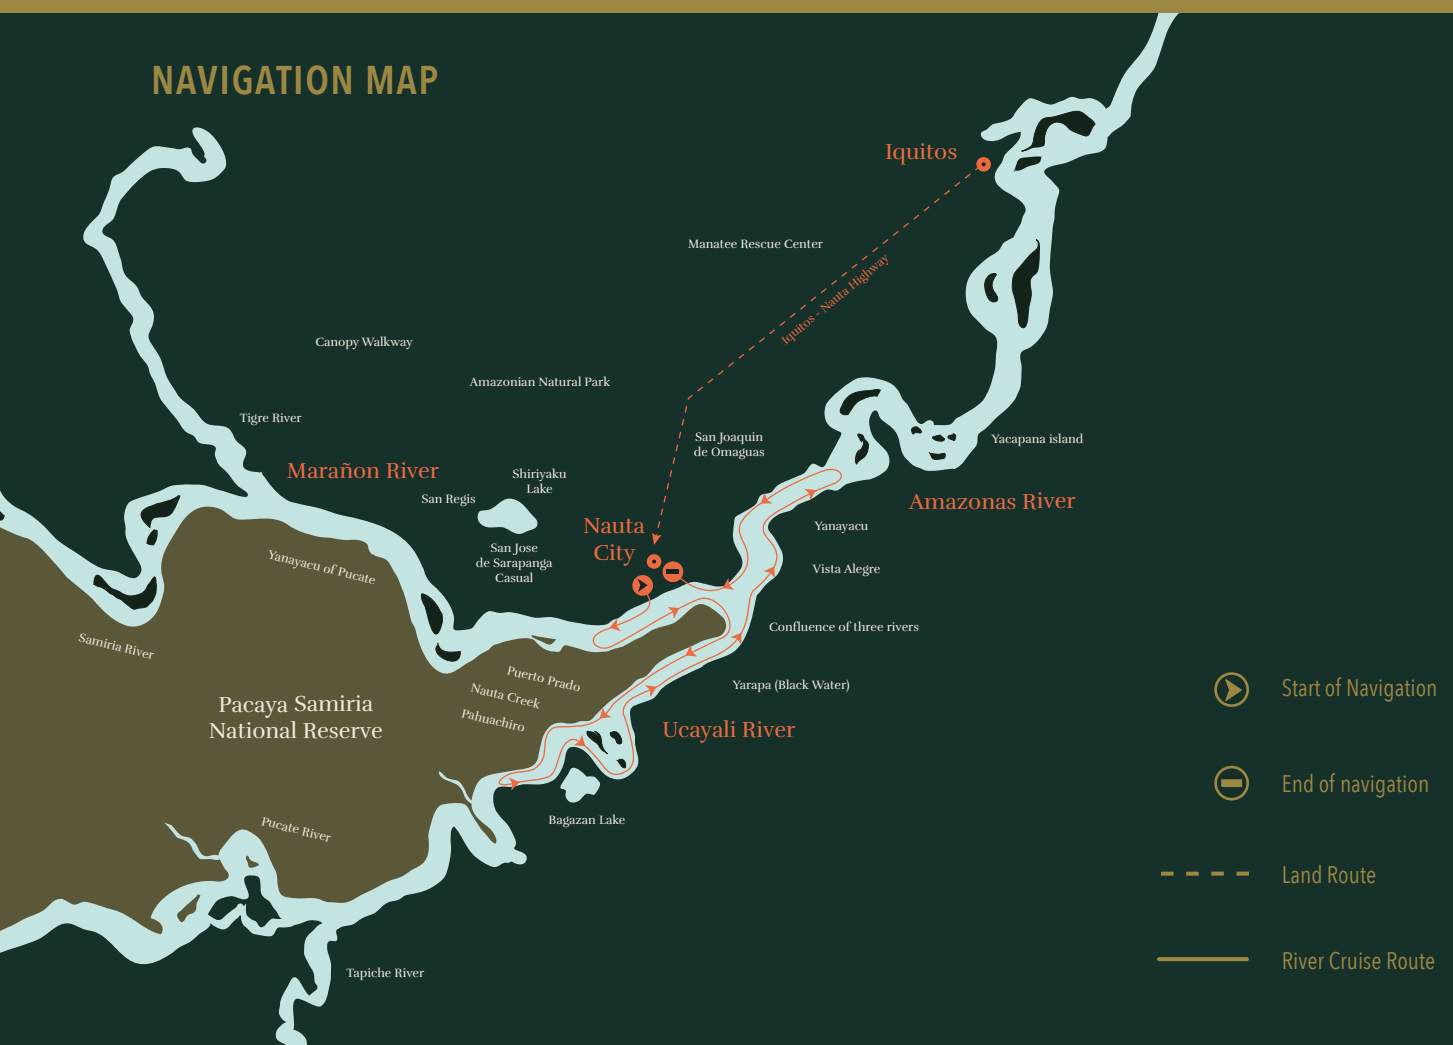 NAVIGATION MAP
Iquitos
Manatee Rescue Center
Iquitos - Nauta Highway
Canopy Walkway
Amazonian Natural Park
Tigre River
San Joaquin
de Omaguas
Yacapana island
Marañon River
Shiriyaku
Lake
San Regis
Amazonas River
Nauta
City
Yanayacu
San Jose
de Sarapanga
Casual
Yanayacu of Pucate
Vista Alegre
Confluence of three rivers
Samiria River
Puerto Prado
Nauta Creek
Pahuachiro
Yarapa (Black Water)
Pacaya Samiria
National Reserve
Ucayali River
Bagazan Lake
Pucate River
Tapiche River
Start of Navigation
End of navigation
Land Route
River Cruise Route